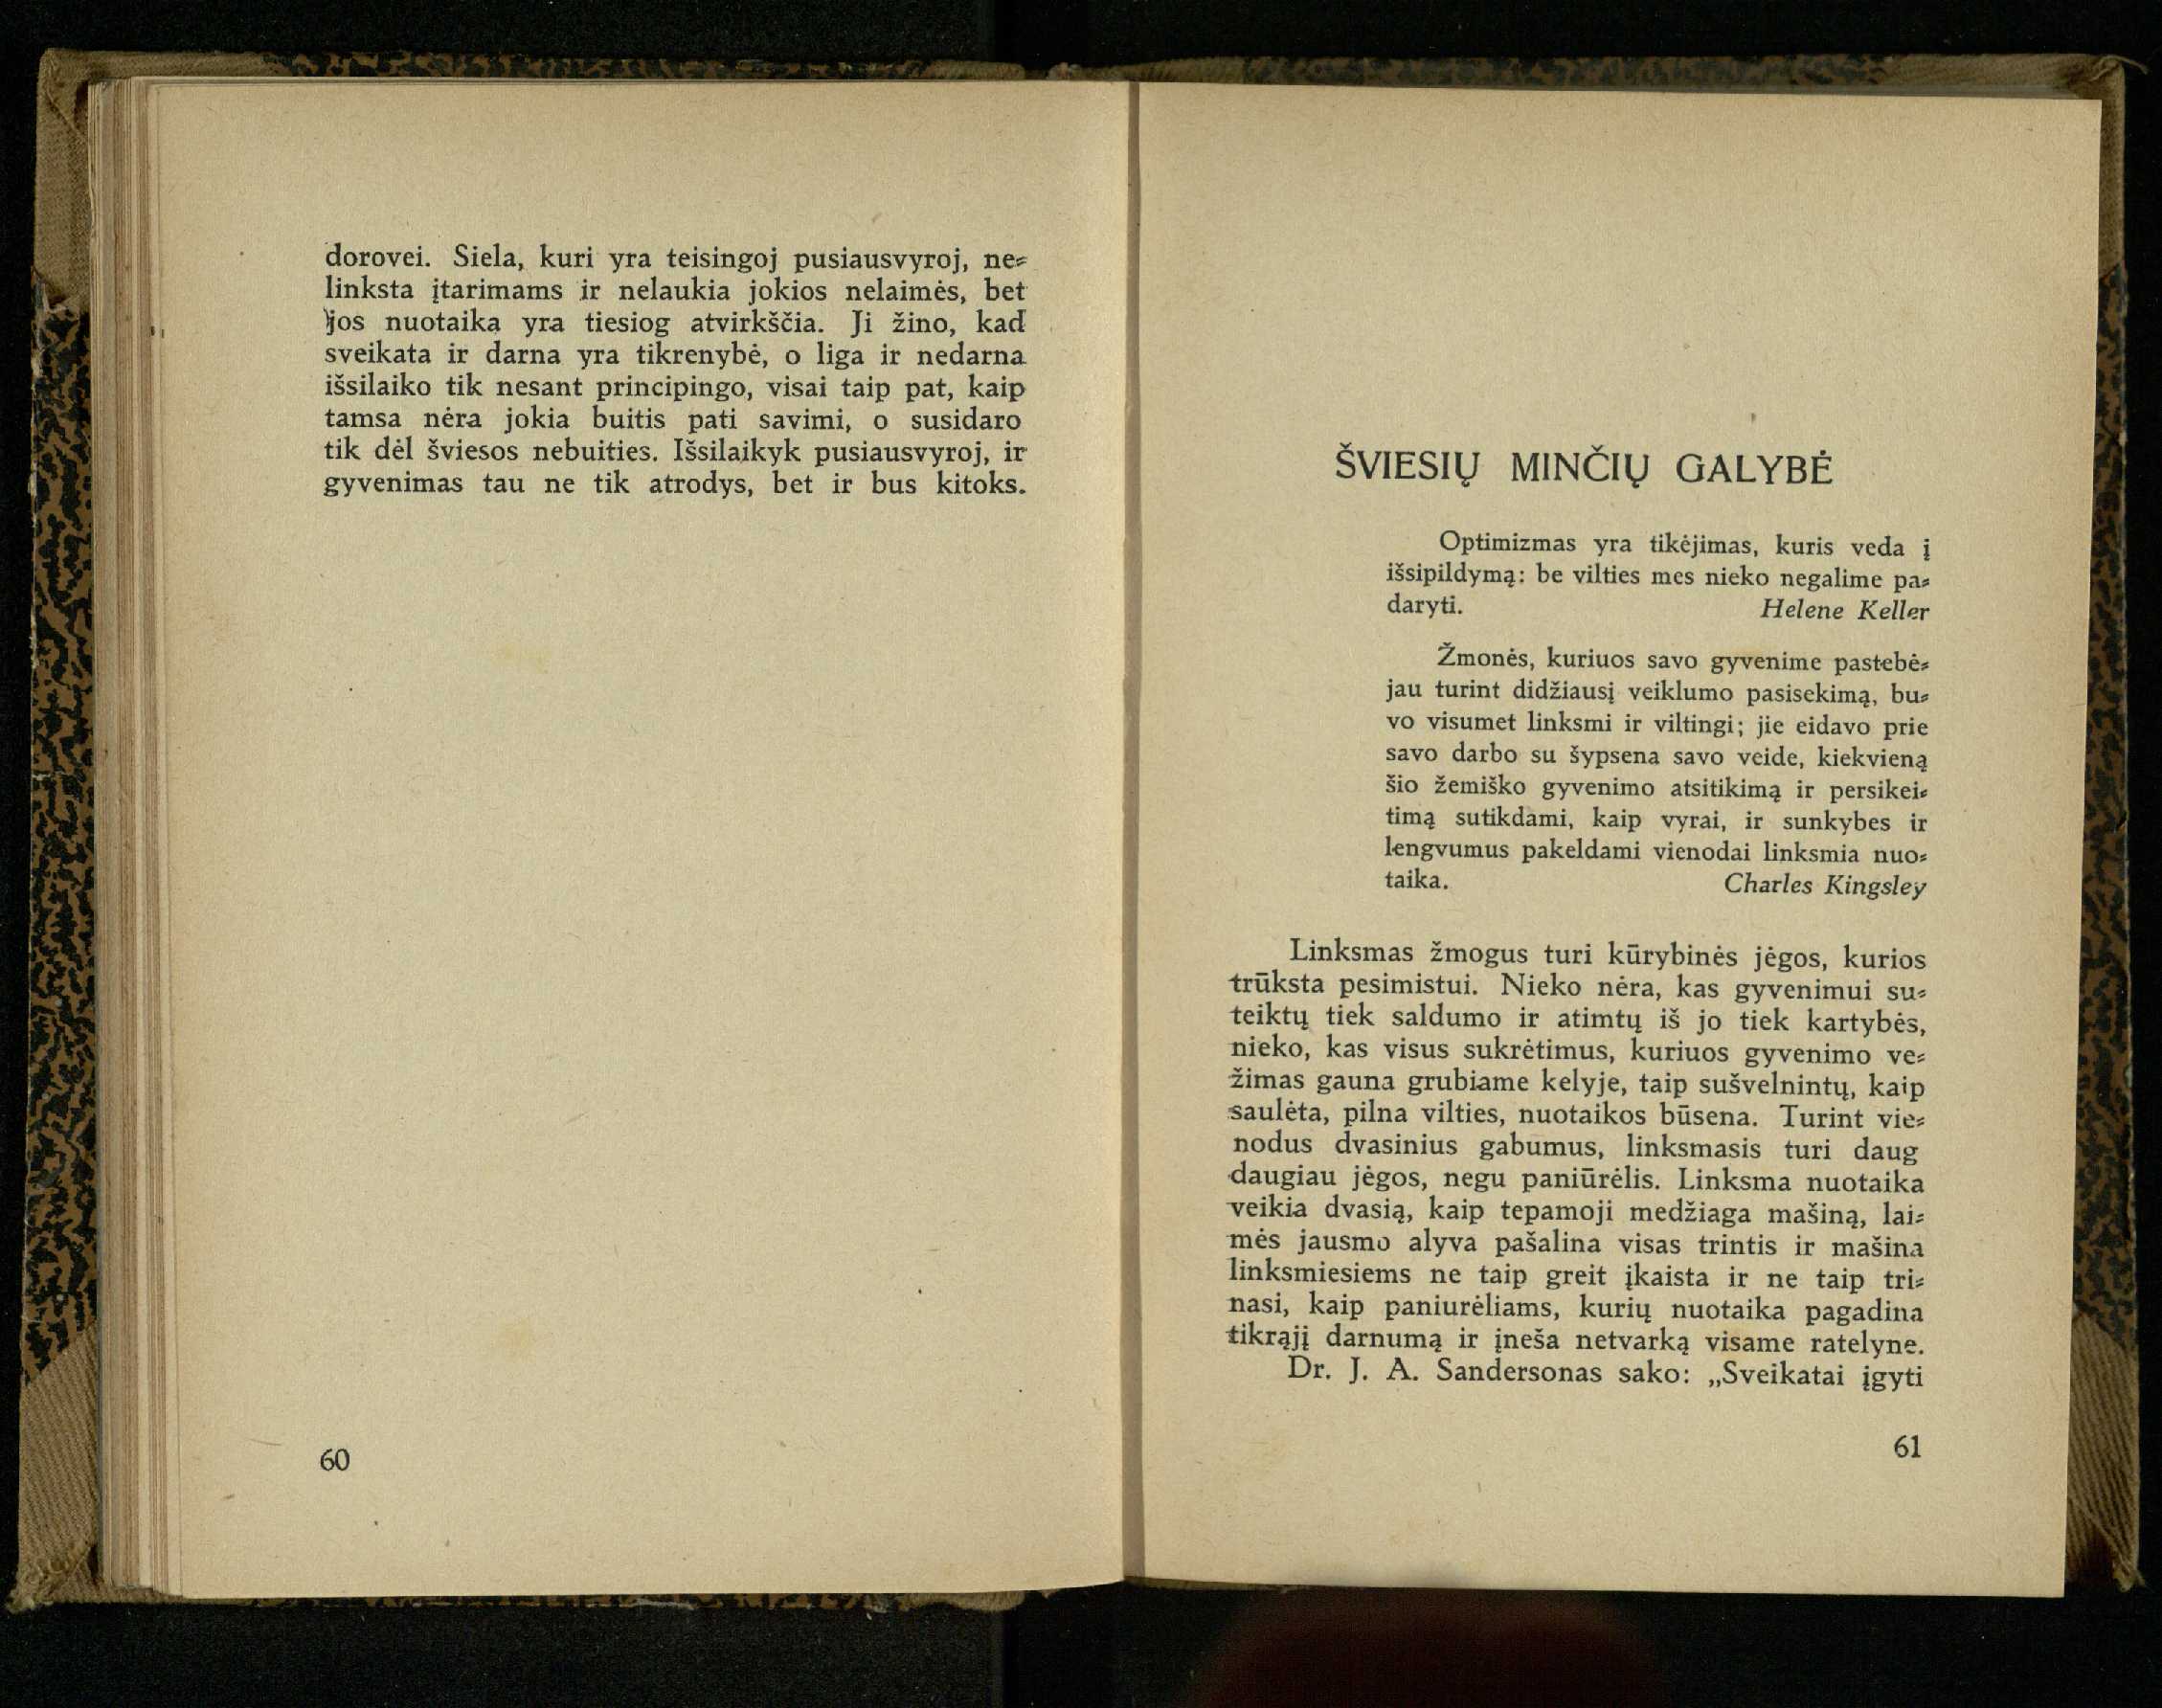 dorovei. Siela, kuri yra teisingoj pusiausvyroj, ne-
linksta įtarimams ir nelaukia jokios nelaimės, bet
jos nuotaika yra tiesiog atvirkščia. Ji žino, kad
sveikata ir darna yra tikrenybė, o liga ir nedarna
išsilaiko tik nesant principingo, visai taip pat, kaip
tamsa nėra jokia buitis pati savimi, o susidaro
tik dėl šviesos nebuities. Išsilaikyk pusiausvyroj, ir
gyvenimas tau ne tik atrodys, bet ir bus kitoks.
60
ŠVIESIŲ MINČIŲ GALYBĖ
Optimizmas yra tikėjimas, kuris veda į
išsipildymą: be vilties mes nieko negalime pa-
daryti. Helene Keller
Žmonės, kuriuos savo gyvenime pastebė-
jau turint didžiausį veiklumo pasisekimą, bu-
vo visumet linksmi ir viltingi; jie eidavo prie
savo darbo su šypsena savo veide, kiekvieną
šio žemiško gyvenimo atsitikimą ir persikei-
timą sutikdami, kaip vyrai, ir sunkybes ir
lengvumus pakeldami vienodai linksmia nuo-
taika. Charles Kingsley
Linksmas žmogus turi kūrybinės jėgos, kurios
trūksta pesimistui. Nieko nėra, kas gyvenimui su-
teiktų tiek saldumo ir atimtų iš jo tiek kartybės,
nieko, kas visus sukrėtimus, kuriuos gyvenimo ve-
žimas gauna grubiame kelyje, taip sušvelnintų, kaip
saulėta, pilna vilties, nuotaikos būsena. Turint vie-
nodus dvasinius gabumus, linksmasis turi daug
daugiau jėgos, negu paniūrėlis. Linksma nuotaika
veikia dvasią, kaip tepamoji medžiaga mašiną, lai-
mės jausmo alyva pašalina visas trintis ir mašina
linksmiesiems ne taip greit įkaista ir ne taip tri-
nasi, kaip paniurėliams, kurių nuotaika pagadina
tikrąjį darnumą ir įneša netvarką visame ratelyne.
Dr. J. A. Sandersonas sako: „Sveikatai įgyti
61